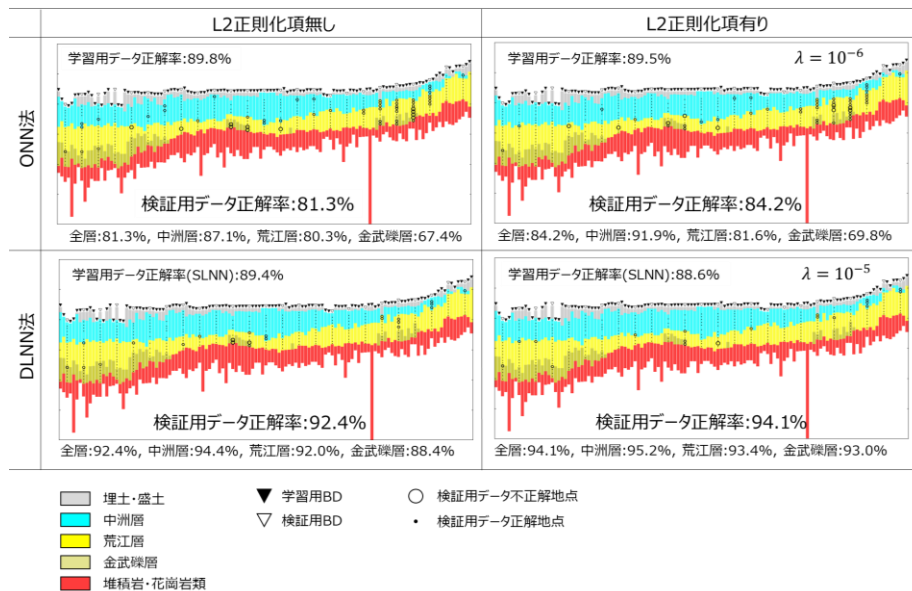 L2正則化項無し
L2正則化項有り
ONN法
学習用データ正解率:89.8%
検証用データ正解率:81.3%
全層:81.3%, 中洲層:87.1%, 荒江層:80.3%, 金武礫層:67.4%
学習用データ正解率:89.5%
λ = 10⁻⁶
検証用データ正解率:84.2%
全層:84.2%, 中洲層:91.9%, 荒江層:81.6%, 金武礫層:69.8%
DLNN法
学習用データ正解率(SLNN):89.4%
検証用データ正解率:92.4%
全層:92.4%, 中洲層:94.4%, 荒江層:92.0%, 金武礫層:88.4%
学習用データ正解率(SLNN):88.6%
λ = 10⁻⁵
検証用データ正解率:94.1%
全層:94.1%, 中洲層:95.2%, 荒江層:93.4%, 金武礫層:93.0%
埋土・盛土
中洲層
荒江層
金武礫層
堆積岩・花崗岩類
学習用BD
検証用BD
検証用データ不正解地点
検証用データ正解地点